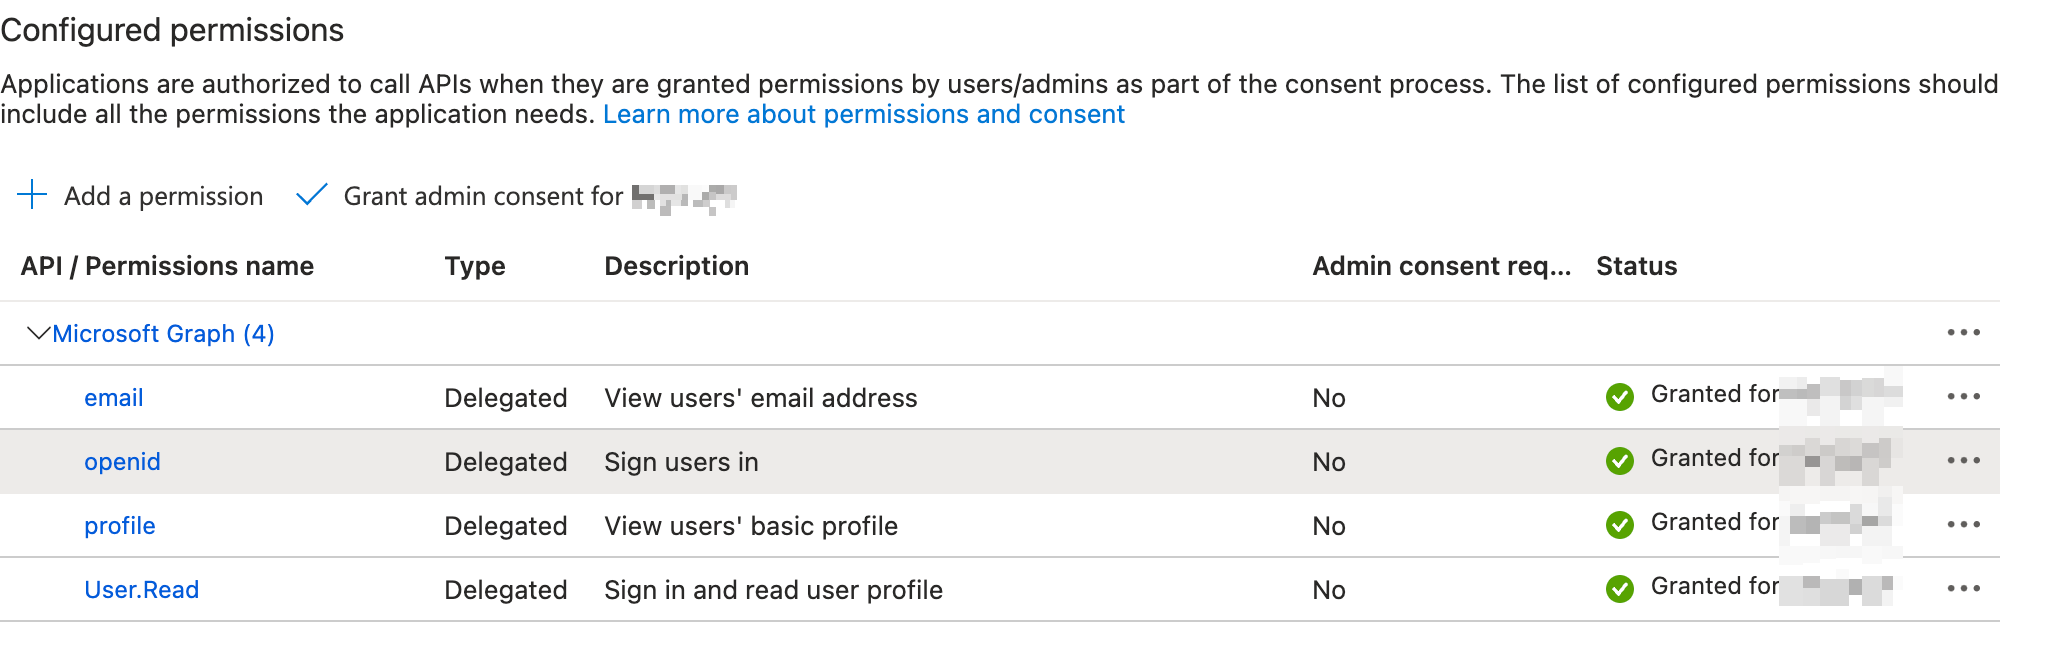 Configured permissions
Applications are authorized to call APIs when they are granted permissions by users/admins as part of the consent process. The list of configured permissions should
include all the permissions the application needs. Learn more about permissions and consent
Add a permission Grant admin consent for
API / Permissions name Type Description Admin consent req... Status
Microsoft Graph (4)
email Delegated View users' email address No Granted for
openid Delegated Sign users in No Granted for
profile Delegated View users' basic profile No Granted for
User.Read Delegated Sign in and read user profile No Granted for